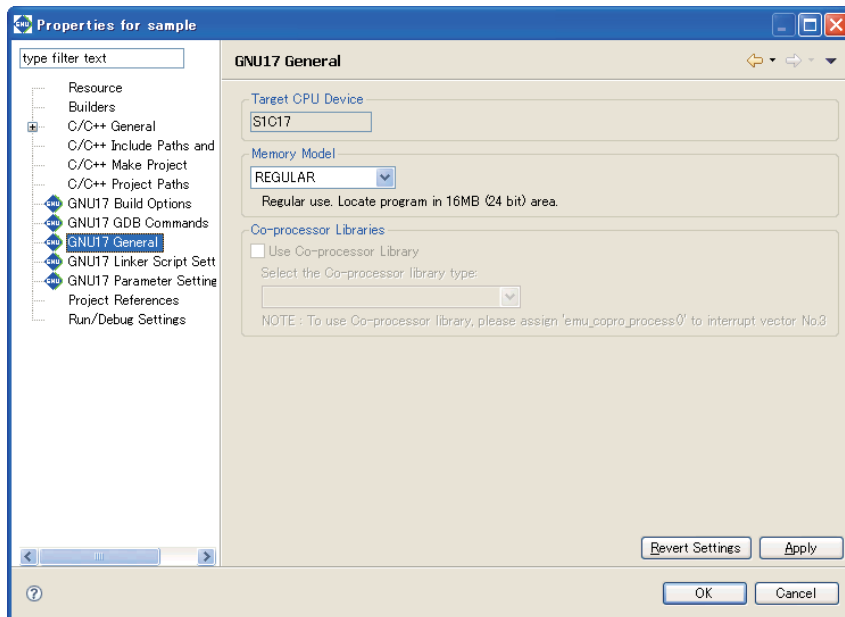 Properties for sample
type filter text
GNU17 General
Resource
Builders
C/C++ General
C/C++ Include Paths and
C/C++ Make Project
C/C++ Project Paths
GNU17 Build Options
GNU17 GDB Commands
GNU17 General
GNU17 Linker Script Sett
GNU17 Parameter Setting
Project References
Run/Debug Settings
Target CPU Device
S1C17
Memory Model
REGULAR
Regular use. Locate program in 16MB (24 bit) area.
Co-processor Libraries
Use Co-processor Library
Select the Co-processor library type:
NOTE : To use Co-processor library, please assign 'emu_copro_process0' to interrupt vector No.3
Revert Settings
Apply
OK
Cancel